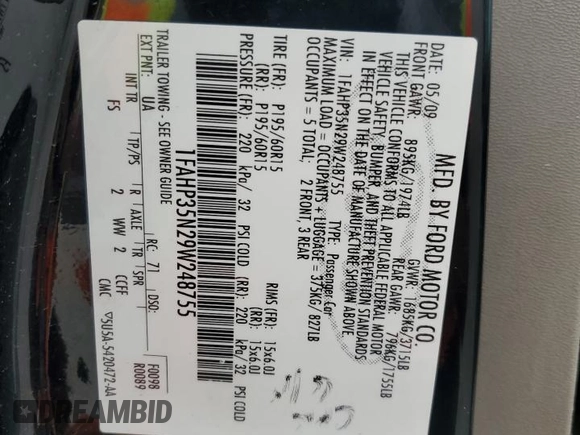 MFD. BY FORD MOTOR CO.
DATE: 05/09 GVWR: 1685KG/3715LB
FRONT GAWR: 895KG/1974LB REAR GAWR: 796KG/1755LB
THIS VEHICLE CONFORMS TO ALL APPLICABLE FEDERAL MOTOR
VEHICLE SAFETY, BUMPER, AND THEFT PREVENTION STANDARDS
IN EFFECT ON THE DATE OF MANUFACTURE SHOWN ABOVE.
VIN: 1FAHP35N29W248755 TYPE: Passenger Car
MAXIMUM LOAD = OCCUPANTS + LUGGAGE = 375KG/ 827LB
OCCUPANTS = 5 TOTAL, 2 FRONT, 3 REAR
TIRE (FR): P195/60R15 RIMS (FR): 15x6.0J
(RR): P195/60R15 (RR): 15x6.0J
PRESSURE (FR): 220 kPa/ 32 PSI COLD (RR): 220 kPa/ 32 PSI COLD
1FAHP35N29W248755
TRAILER TOWING - SEE OWNER GUIDE
EXT PNT: UA RC: 71 DSO: F0098
R0089
INT TR TP/PS R AXLE TR SPR CCFF
FS 2 WW 2 CMC
▽5U5A-5420472-AA
DREAMBID